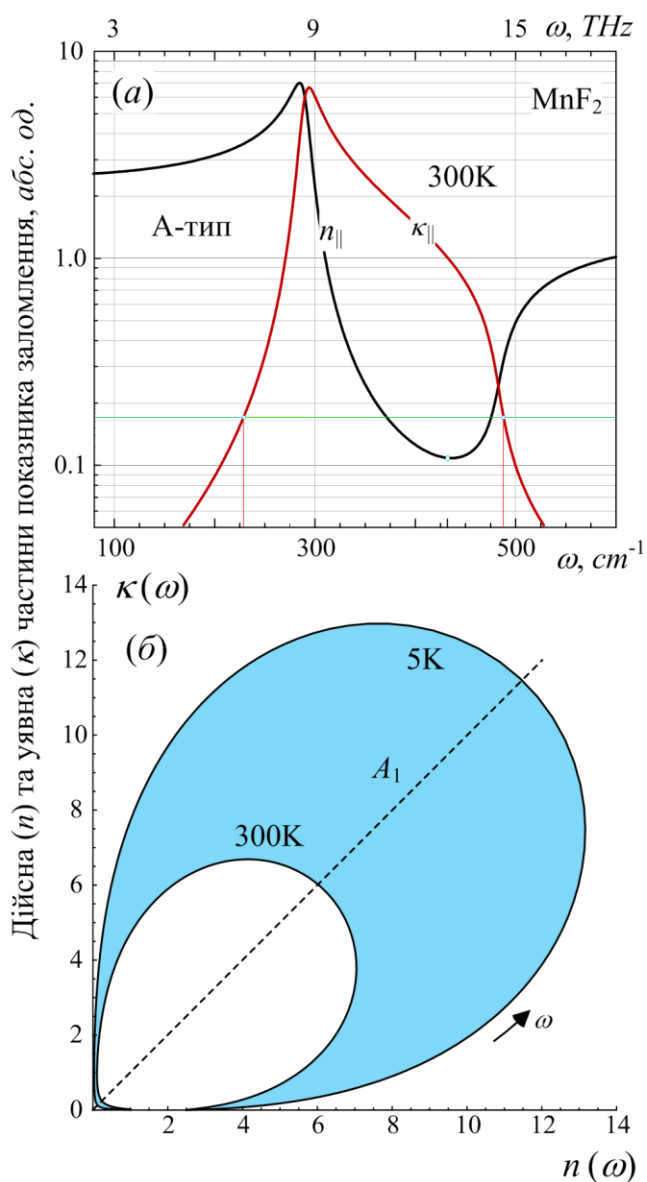 3 9 15 ω, THz
10
(а) MnF₂
300K
А-тип n|| κ||
1.0
0.1
100 300 500 ω, cm⁻¹
Дійсна (n) та уявна (κ) частини показника заломлення, абс. од.
14 κ(ω)
12 (б) 5K
10
A₁
8
300K
6
4
2 ω
0
0 2 4 6 8 10 12 14
n(ω)